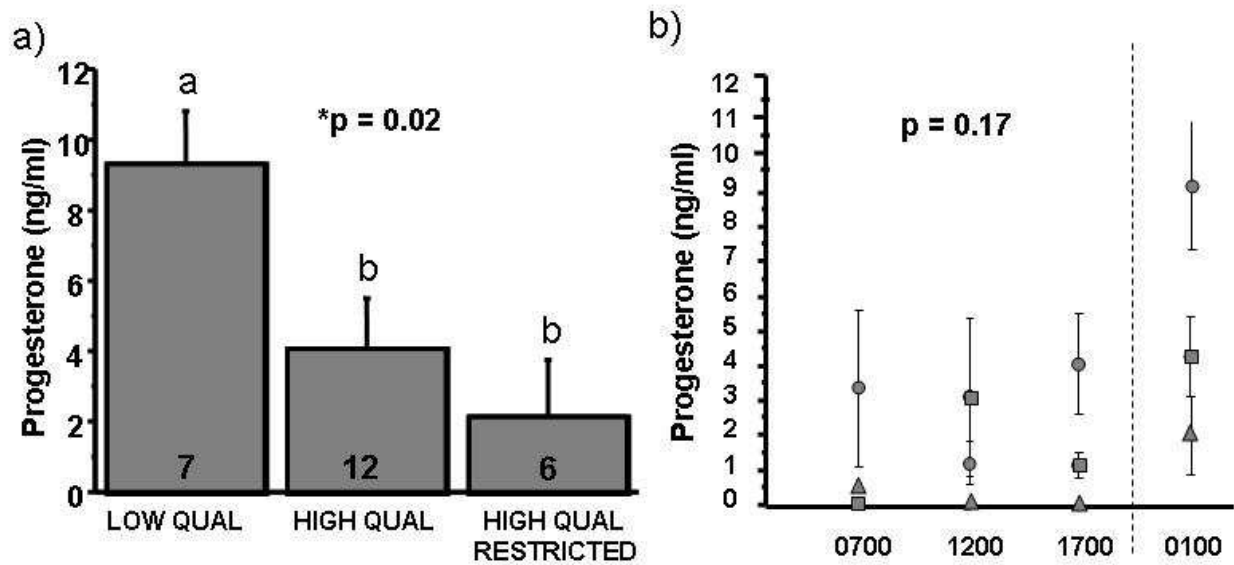 a)
Progesterone (ng/ml)
12
10
8
6
4
2
0
*p = 0.02
a
b
b
7
12
6
LOW QUAL
HIGH QUAL
HIGH QUAL
RESTRICTED
b)
Progesterone (ng/ml)
12
11
10
9
8
7
6
5
4
3
2
1
0
p = 0.17
0700
1200
1700
0100